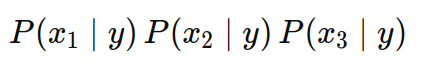 P(x₁ | y) P(x₂ | y) P(x₃ | y)